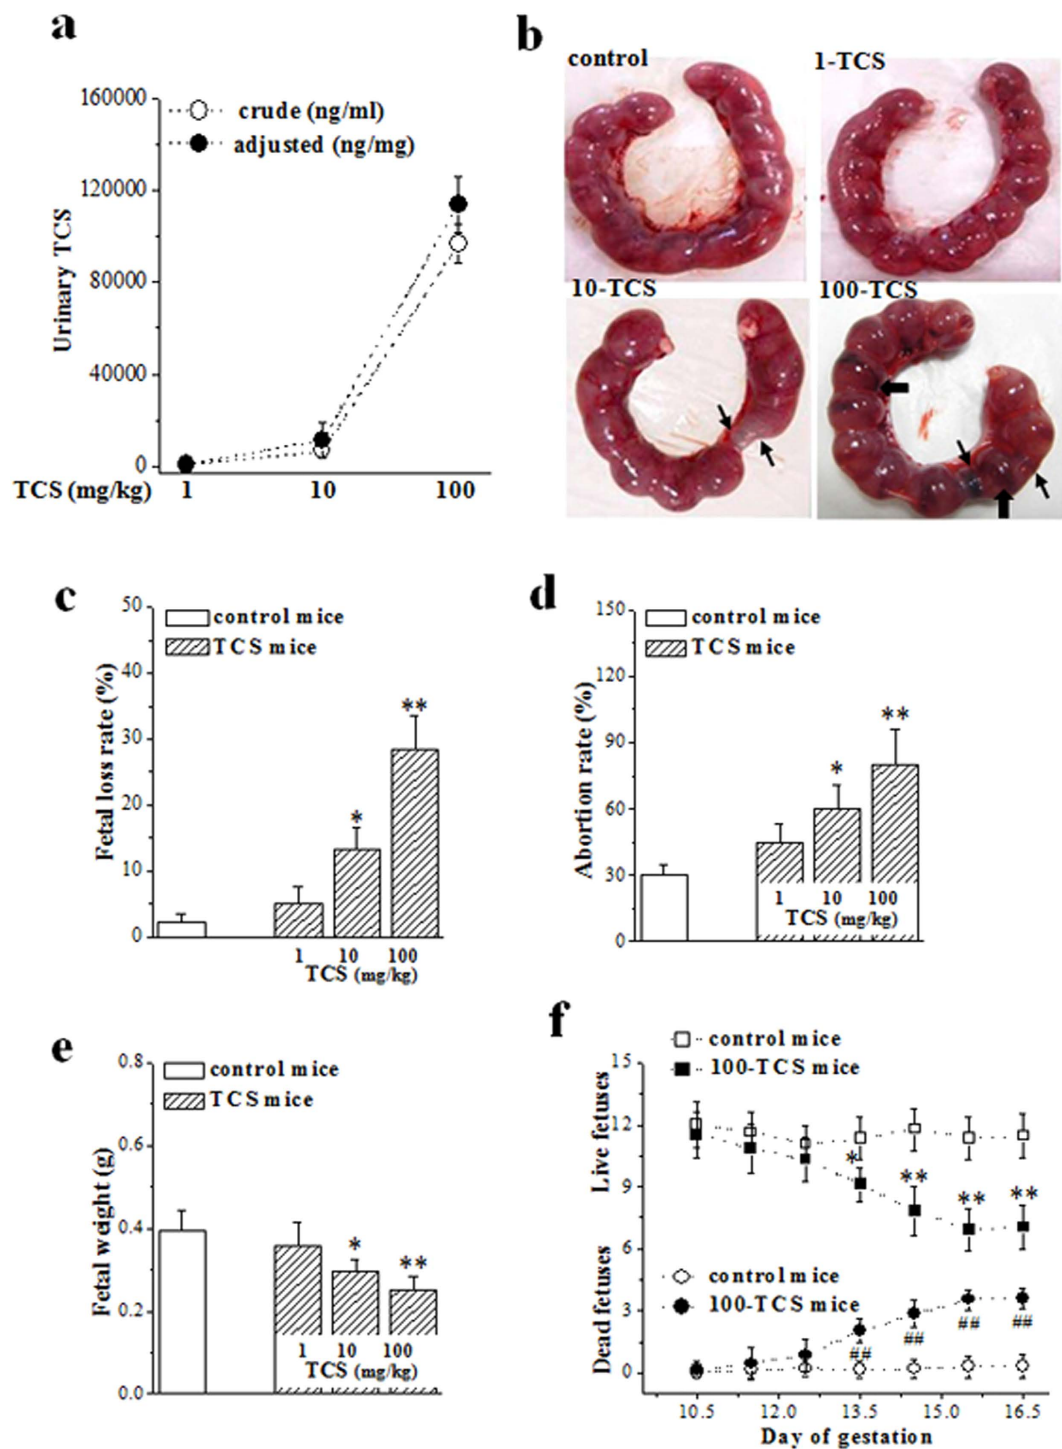 a
160000
120000
80000
40000
0
Urinary TCS
crude (ng/ml)
adjusted (ng/mg)
TCS (mg/kg) 1 10 100
b
control
1-TCS
10-TCS
100-TCS
c
50
40
30
20
10
0
Fetal loss rate (%)
control mice
TCS mice
*
**
1 10 100
TCS (mg/kg)
d
150
120
90
60
30
0
Abortion rate (%)
control mice
TCS mice
*
**
1 10 100
TCS (mg/kg)
e
0.8
0.6
0.4
0.2
0.0
Fetal weight (g)
control mice
TCS mice
*
**
1 10 100
TCS (mg/kg)
f
control mice
100-TCS mice
15
12
9
6
3
0
Live fetuses
Dead fetuses
* ** ** **
control mice
100-TCS mice
## ## ## ##
10.5 12.0 13.5 15.0 16.5
Day of gestation